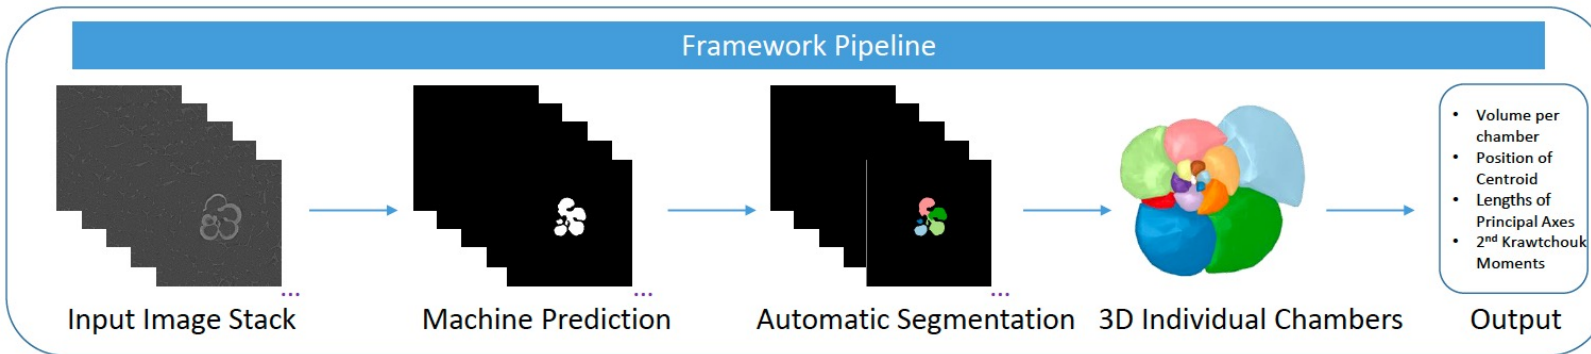 Framework Pipeline
• Volume per
chamber
• Position of
Centroid
• Lengths of
Principal Axes
• 2nd Krawtchouk
Moments
...
...
...
Input Image Stack
Machine Prediction
Automatic Segmentation
3D Individual Chambers
Output